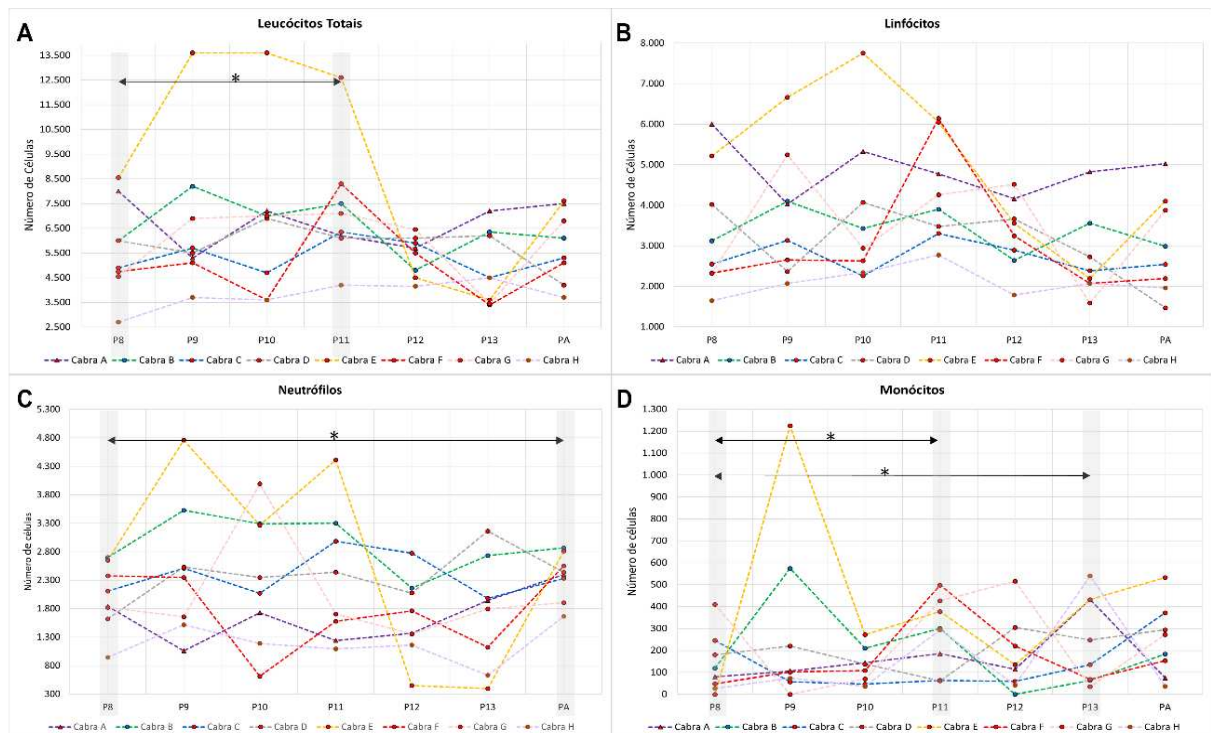 A
Leucócitos Totais
Número de Células
13.500
12.500
11.500
10.500
9.500
8.500
7.500
6.500
5.500
4.500
3.500
2.500
*
P8 P9 P10 P11 P12 P13 PA
Cabra A Cabra B Cabra C Cabra D Cabra E Cabra F Cabra G Cabra H
B
Linfócitos
Número de Células
8.000
7.000
6.000
5.000
4.000
3.000
2.000
1.000
P8 P9 P10 P11 P12 P13 PA
Cabra A Cabra B Cabra C Cabra D Cabra E Cabra F Cabra G Cabra H
C
Neutrófilos
Número de células
5.300
4.800
4.300
3.800
3.300
2.800
2.300
1.800
1.300
800
300
*
P8 P9 P10 P11 P12 P13 PA
Cabra A Cabra B Cabra C Cabra D Cabra E Cabra F Cabra G Cabra H
D
Monócitos
Número de células
1.300
1.200
1.100
1.000
900
800
700
600
500
400
300
200
100
0
*
*
P8 P9 P10 P11 P12 P13 PA
Cabra A Cabra B Cabra C Cabra D Cabra E Cabra F Cabra G Cabra H